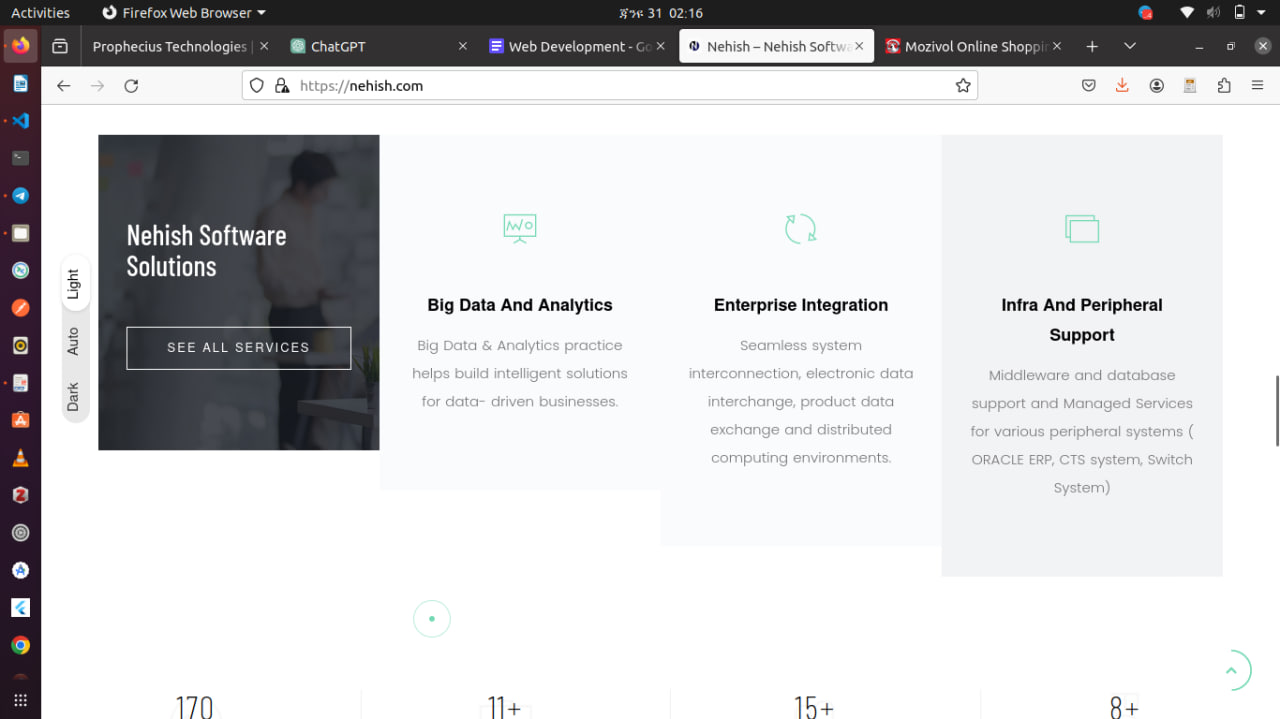 Activities
Firefox Web Browser
ጃንዩ 31 02:16
Prophecius Technologies |
ChatGPT
Web Development - Go
Nehish – Nehish Softwa
Mozivol Online Shoppin
https://nehish.com
Nehish Software
Solutions
SEE ALL SERVICES
Light
Auto
Dark
Big Data And Analytics
Big Data & Analytics practice
helps build intelligent solutions
for data- driven businesses.
Enterprise Integration
Seamless system
interconnection, electronic data
interchange, product data
exchange and distributed
computing environments.
Infra And Peripheral
Support
Middleware and database
support and Managed Services
for various peripheral systems (
ORACLE ERP, CTS system, Switch
System)
170
11+
15+
8+